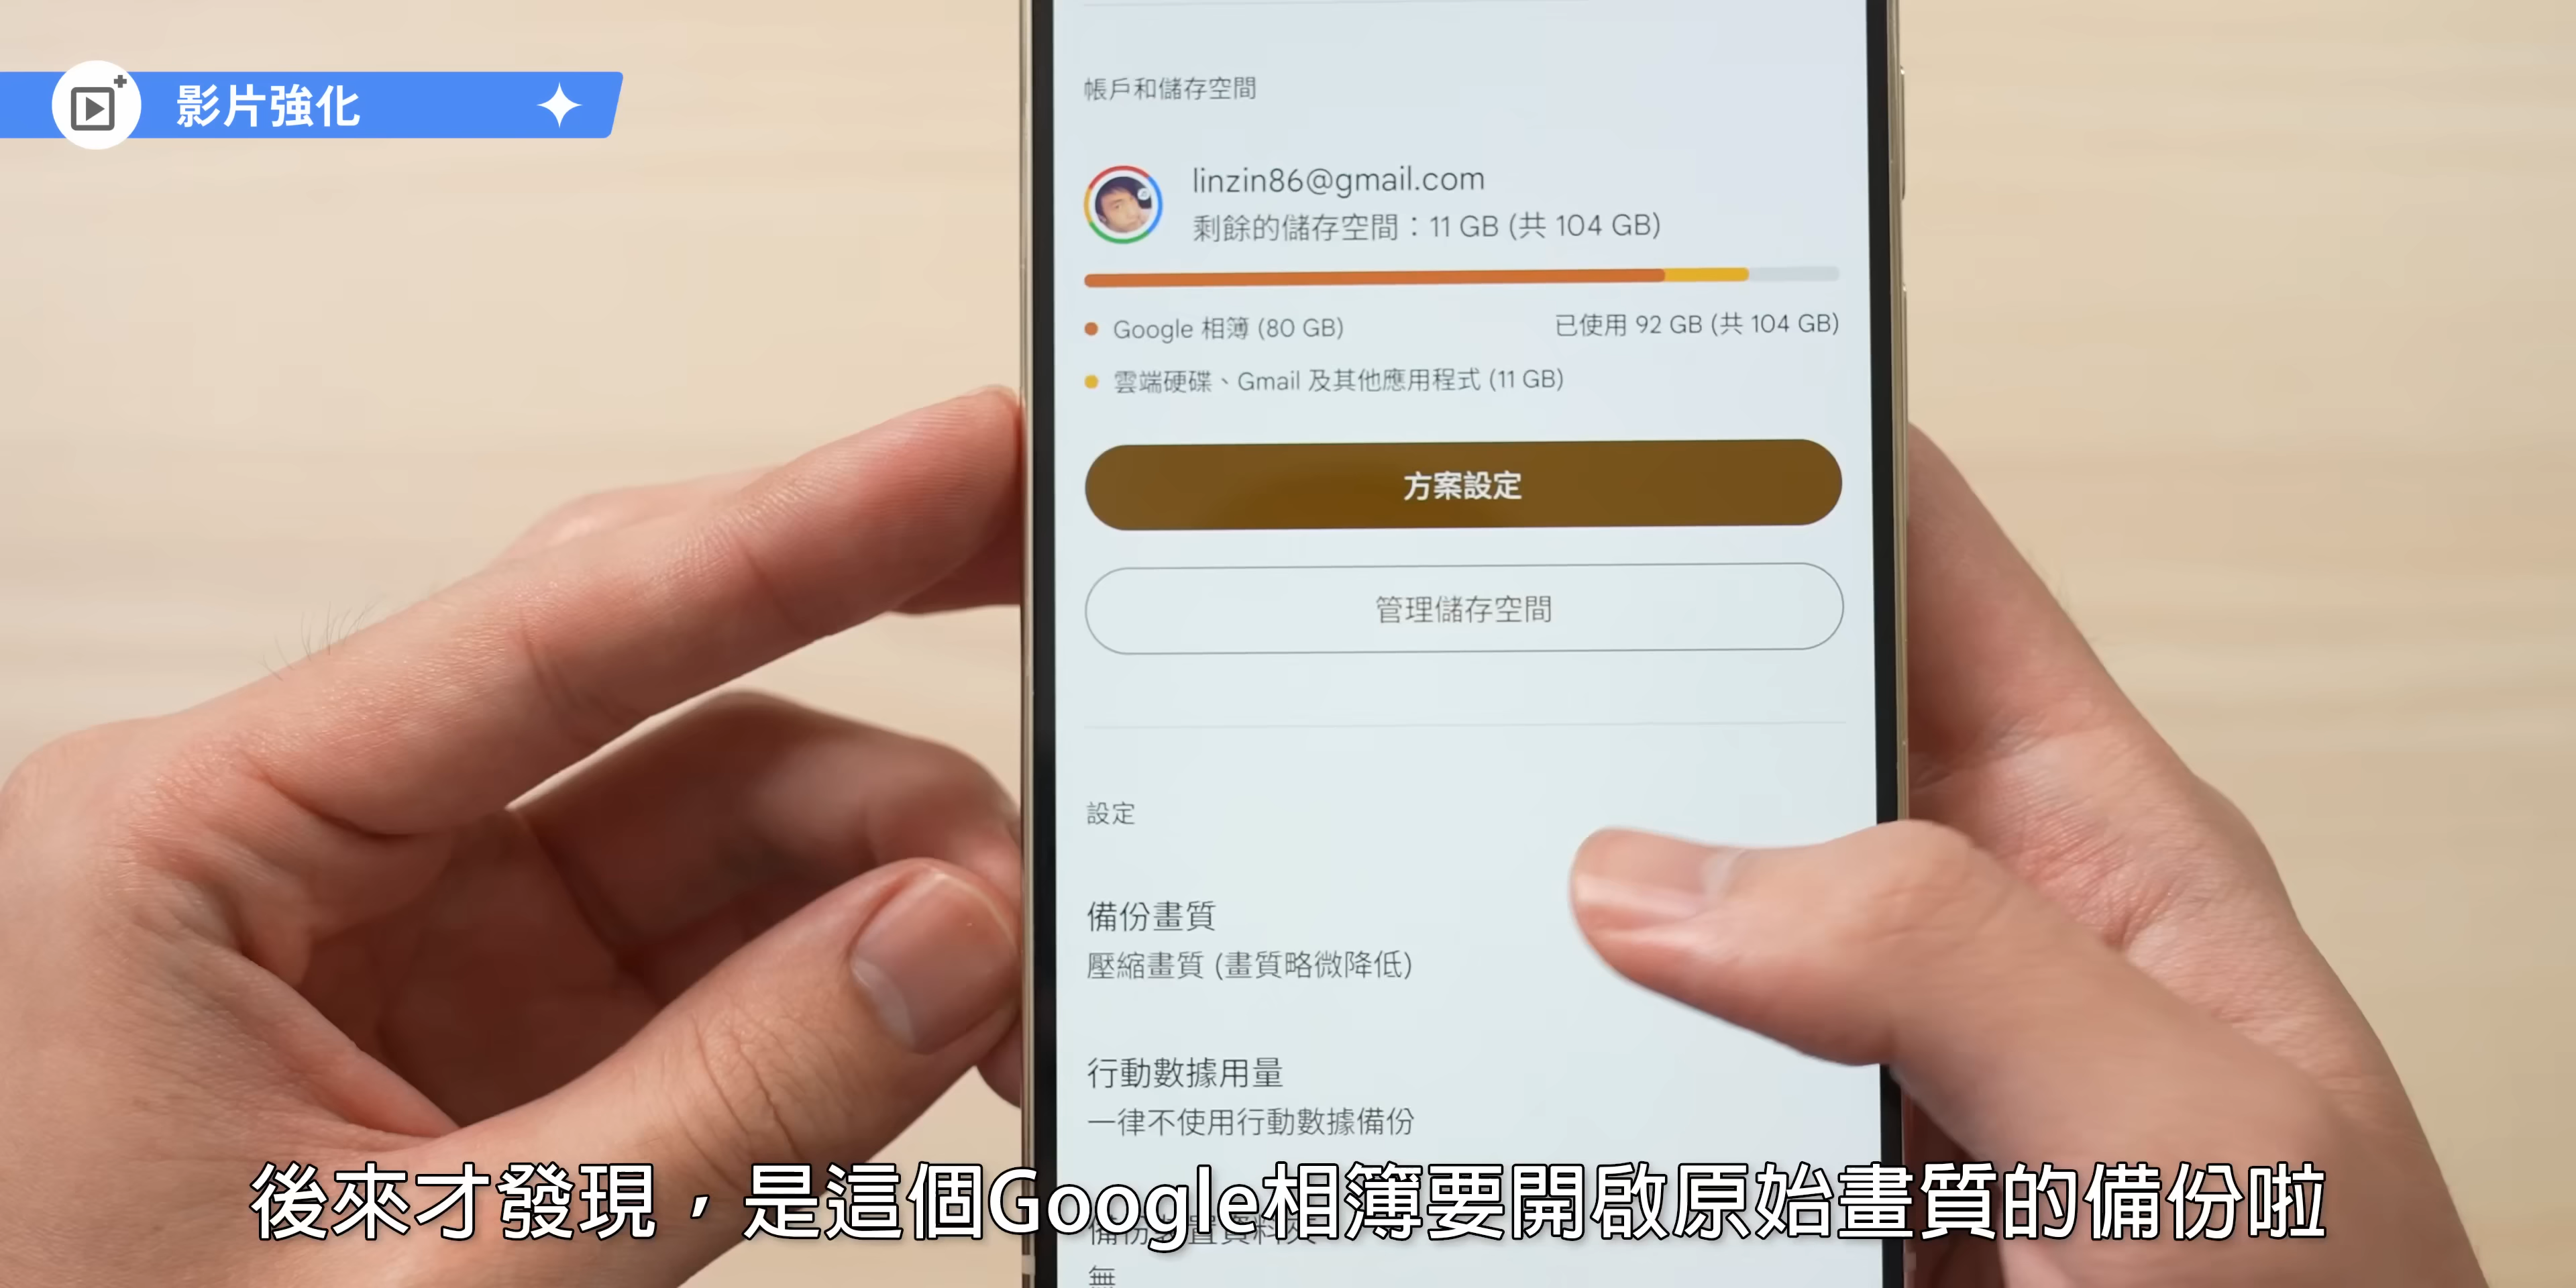 影片強化
帳戶和儲存空間
linzin86@gmail.com
剩餘的儲存空間：11 GB (共 104 GB)
Google 相簿 (80 GB)
已使用 92 GB (共 104 GB)
雲端硬碟、Gmail 及其他應用程式 (11 GB)
方案設定
管理儲存空間
設定
備份畫質
壓縮畫質 (畫質略微降低)
行動數據用量
一律不使用行動數據備份
後來才發現，是這個Google相簿要開啟原始畫質的備份啦
無